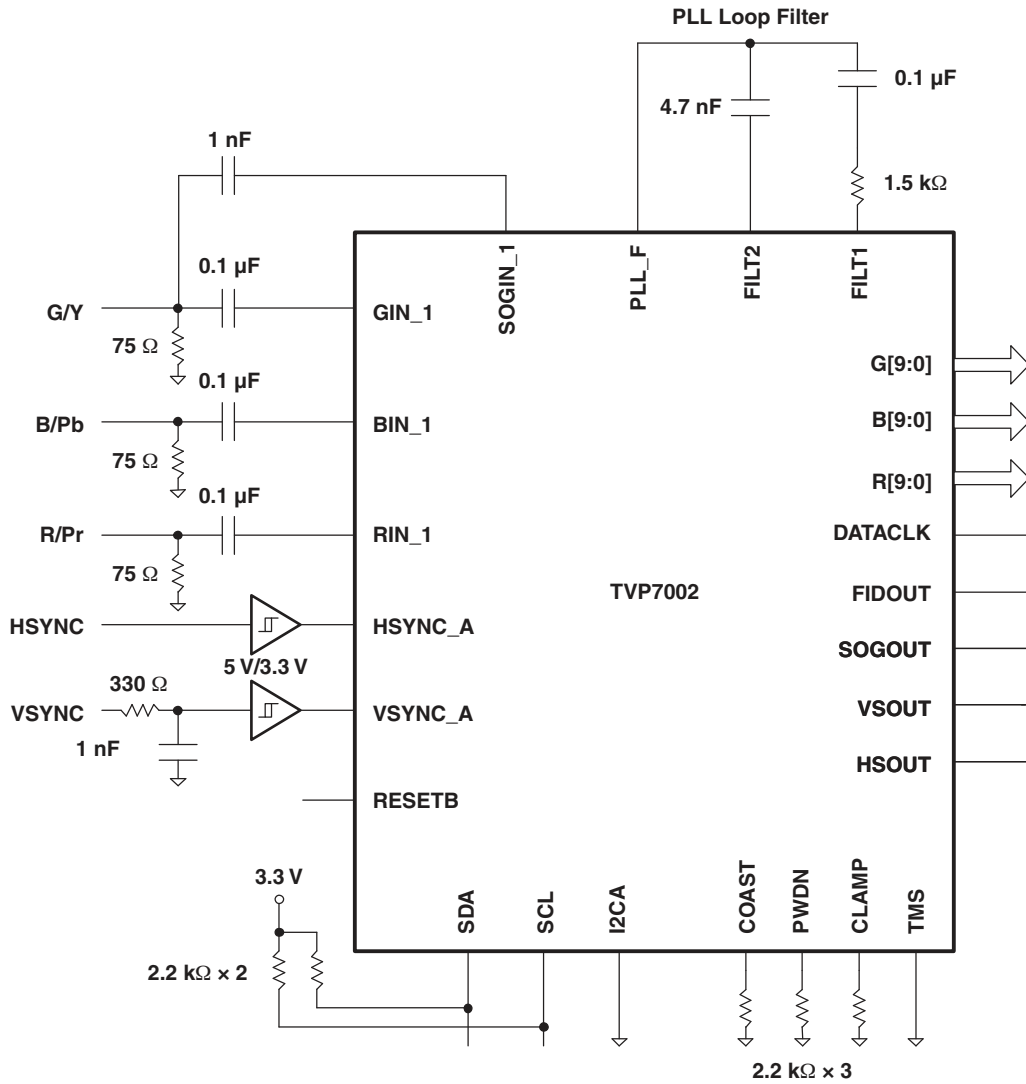 PLL Loop Filter
0.1 µF
4.7 nF
1 nF
1.5 kΩ
SOGIN_1
PLL_F
FILT2
FILT1
0.1 µF
G/Y
GIN_1
75 Ω
G[9:0]
0.1 µF
B/Pb
BIN_1
B[9:0]
75 Ω
R[9:0]
0.1 µF
R/Pr
RIN_1
DATACLK
75 Ω
TVP7002
FIDOUT
HSYNC
HSYNC_A
SOGOUT
5 V/3.3 V
330 Ω
VSYNC
VSYNC_A
VSOUT
1 nF
HSOUT
RESETB
3.3 V
SDA
SCL
I2CA
COAST
PWDN
CLAMP
TMS
2.2 kΩ × 2
2.2 kΩ × 3